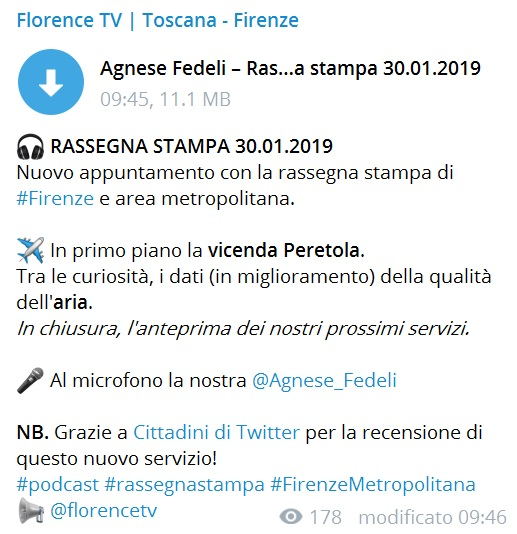 Florence TV | Toscana - Firenze
Agnese Fedeli – Ras...a stampa 30.01.2019
09:45, 11.1 MB
🎧 RASSEGNA STAMPA 30.01.2019
Nuovo appuntamento con la rassegna stampa di
#Firenze e area metropolitana.
✈️ In primo piano la vicenda Peretola.
Tra le curiosità, i dati (in miglioramento) della qualità
dell'aria.
In chiusura, l'anteprima dei nostri prossimi servizi.
🎤 Al microfono la nostra @Agnese_Fedeli
NB. Grazie a Cittadini di Twitter per la recensione di
questo nuovo servizio!
#podcast #rassegnastampa #FirenzeMetropolitana
📢 @florencetv 178 modificato 09:46